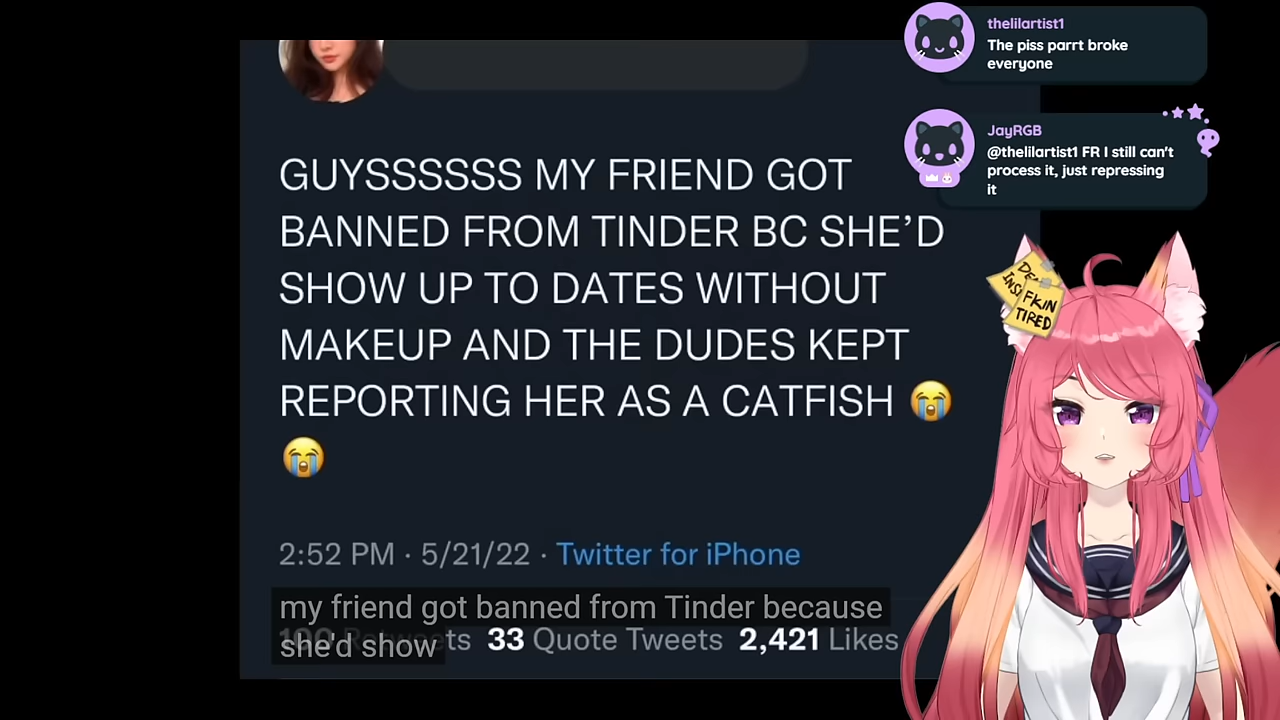 thelilartist1
The piss parrt broke
everyone
JayRGB
@thelilartist1 FR I still can't
process it, just repressing
it
GUYSSSSSS MY FRIEND GOT
BANNED FROM TINDER BC SHE’D
SHOW UP TO DATES WITHOUT
MAKEUP AND THE DUDES KEPT
REPORTING HER AS A CATFISH 😭
😭
FKIN
TIRED
2:52 PM · 5/21/22 · Twitter for iPhone
my friend got banned from Tinder because
she'd show
33 Quote Tweets 2,421 Likes